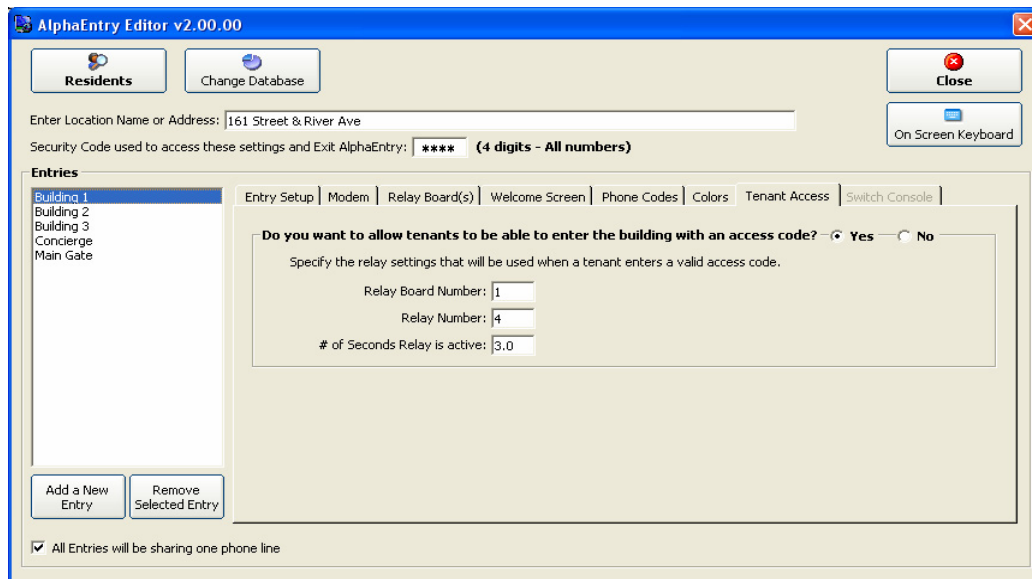 AlphaEntry Editor v2.00.00
Residents
Change Database
Close
Enter Location Name or Address: 161 Street & River Ave
On Screen Keyboard
Security Code used to access these settings and Exit AlphaEntry: **** (4 digits - All numbers)
Entries
Building 1
Building 2
Building 3
Concierge
Main Gate
Entry Setup Modem Relay Board(s) Welcome Screen Phone Codes Colors Tenant Access Switch Console
Do you want to allow tenants to be able to enter the building with an access code? Yes No
Specify the relay settings that will be used when a tenant enters a valid access code.
Relay Board Number: 1
Relay Number: 4
# of Seconds Relay is active: 3.0
Add a New
Entry
Remove
Selected Entry
All Entries will be sharing one phone line